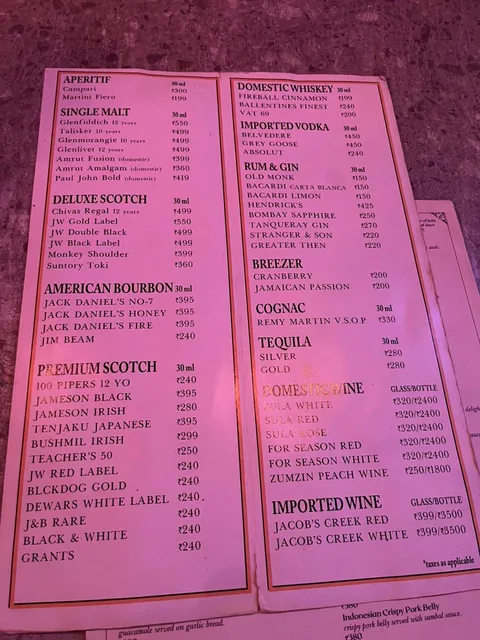 APERITIF 30 ml
Campari ₹300
Martini Fiero ₹199
SINGLE MALT 30 ml
Glenfiddich 12 years ₹550
Talisker 10 years ₹499
Glenmorangie 10 years ₹499
Glenlivet 12 years ₹499
Amrut Fusion (domestic) ₹399
Amrut Amalgam (domestic) ₹360
Paul John Bold (domestic) ₹419
DELUXE SCOTCH 30 ml
Chivas Regal 12 years ₹499
JW Gold Label ₹550
JW Double Black ₹499
JW Black Label ₹499
Monkey Shoulder ₹399
Suntory Toki ₹360
AMERICAN BOURBON 30 ml
JACK DANIEL'S NO-7 ₹395
JACK DANIEL'S HONEY ₹395
JACK DANIEL'S FIRE ₹395
JIM BEAM ₹240
PREMIUM SCOTCH 30 ml
100 PIPERS 12 YO ₹240
JAMESON BLACK ₹395
JAMESON IRISH ₹280
TENJAKU JAPANESE ₹395
BUSHMIL IRISH ₹299
TEACHER'S 50 ₹250
JW RED LABEL ₹240
BLCKDOG GOLD ₹240
DEWARS WHITE LABEL ₹240
J&B RARE ₹240
BLACK & WHITE ₹240
GRANTS ₹240
DOMESTIC WHISKEY 30 ml
FIREBALL CINNAMON ₹199
BALLENTINES FINEST ₹240
VAT 69 ₹200
IMPORTED VODKA 30 ml
BELVEDERE ₹450
GREY GOOSE ₹450
ABSOLUT ₹240
RUM & GIN 30 ml
OLD MONK ₹150
BACARDI CARTA BLANCA ₹150
BACARDI LIMON ₹150
HENDRICK'S ₹425
BOMBAY SAPPHIRE ₹250
TANQUERAY GIN ₹270
STRANGER & SON ₹220
GREATER THEN ₹220
BREEZER
CRANBERRY ₹200
JAMAICAN PASSION ₹200
COGNAC 30 ml
REMY MARTIN V.S.O.P ₹330
TEQUILA 30 ml
SILVER ₹280
GOLD ₹280
DOMESTIC WINE GLASS/BOTTLE
SULA WHITE ₹320/₹2400
SULA RED ₹320/₹2400
SULA ROSE ₹320/₹2400
FOR SEASON RED ₹320/₹2400
FOR SEASON WHITE ₹320/₹2400
ZUMZIN PEACH WINE ₹250/₹1800
IMPORTED WINE GLASS/BOTTLE
JACOB'S CREEK RED ₹399/₹3500
JACOB'S CREEK WHITE ₹399/₹3500
*taxes as applicable
guacamole served on garlic bread.
₹380
Indonesian Crispy Pork Belly
crispy pork belly served with sambal sauce.
₹380